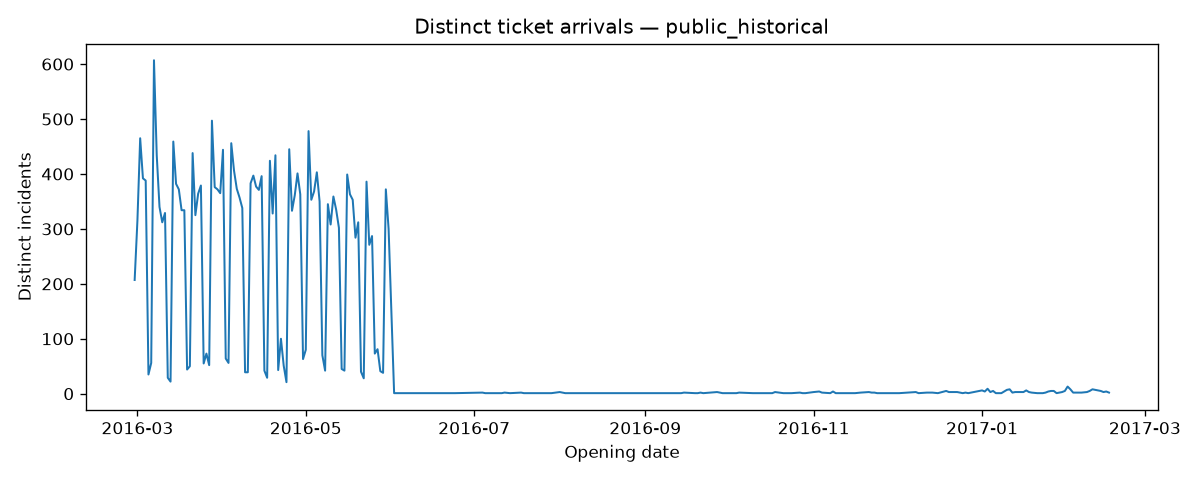 Distinct ticket arrivals — public_historical
Distinct incidents
600
500
400
300
200
100
0
2016-03 2016-05 2016-07 2016-09 2016-11 2017-01 2017-03
Opening date